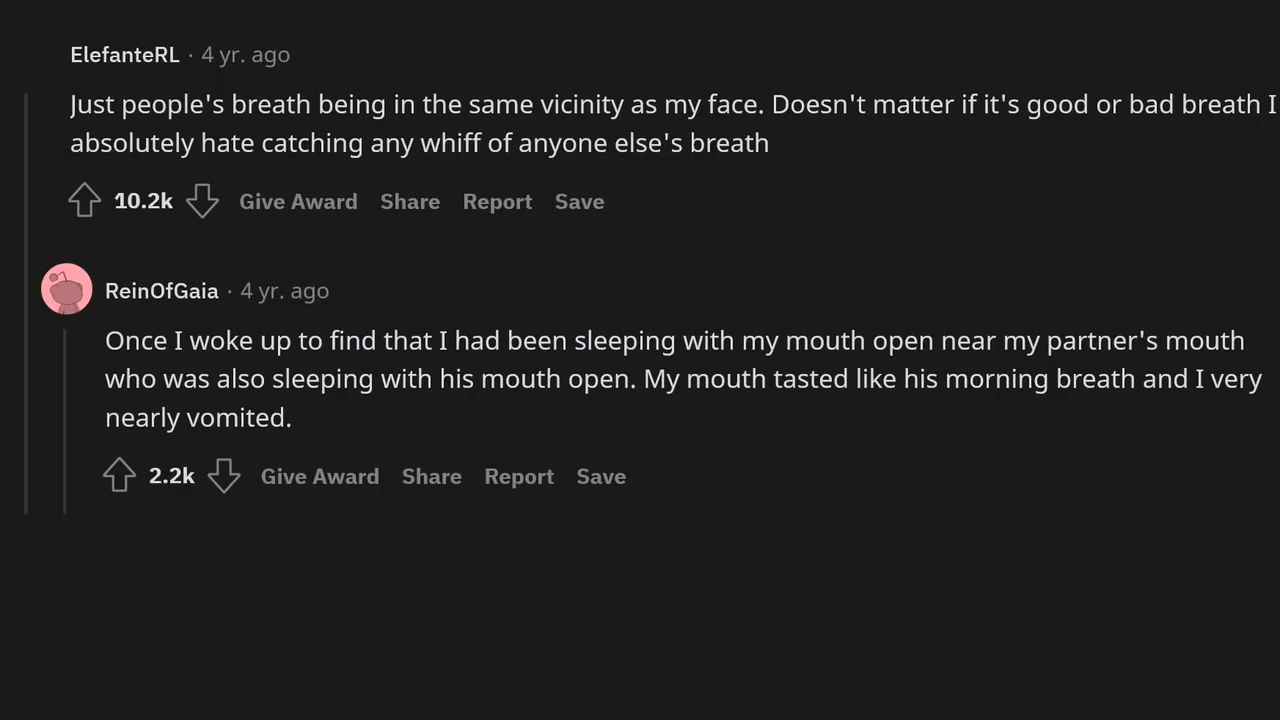 ElefanteRL · 4 yr. ago
Just people's breath being in the same vicinity as my face. Doesn't matter if it's good or bad breath I
absolutely hate catching any whiff of anyone else's breath
10.2k Give Award Share Report Save
ReinOfGaia · 4 yr. ago
Once I woke up to find that I had been sleeping with my mouth open near my partner's mouth
who was also sleeping with his mouth open. My mouth tasted like his morning breath and I very
nearly vomited.
2.2k Give Award Share Report Save